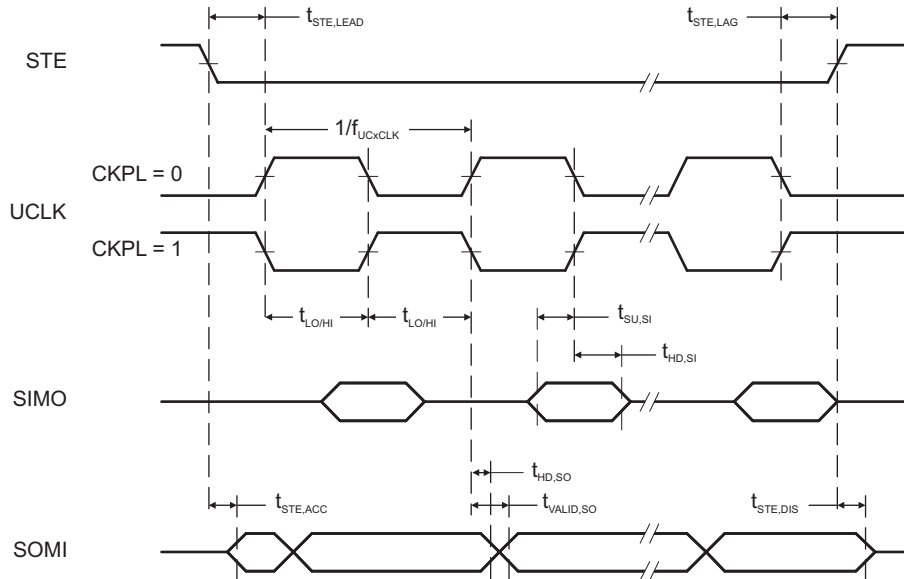 tSTE,LEAD
tSTE,LAG
STE
1/fUCxCLK
CKPL = 0
UCLK
CKPL = 1
tLO/HI
tLO/HI
tSU,SI
tHD,SI
SIMO
tHD,SO
tSTE,ACC
tVALID,SO
tSTE,DIS
SOMI